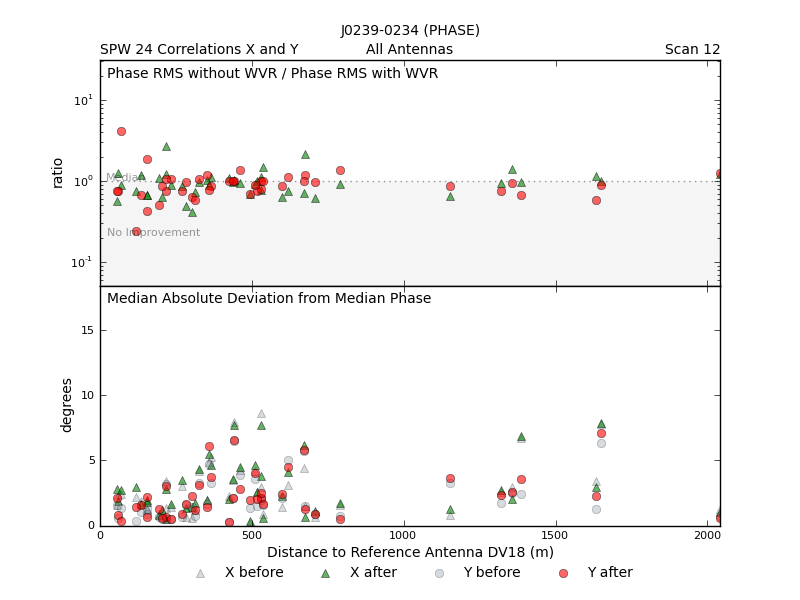 J0239-0234 (PHASE)
SPW 24 Correlations X and Y All Antennas Scan 12
Phase RMS without WVR / Phase RMS with WVR
10¹
10⁰
10⁻¹
ratio
Median
No Improvement
Median Absolute Deviation from Median Phase
15
10
5
0
degrees
0 500 1000 1500 2000
Distance to Reference Antenna DV18 (m)
X before X after Y before Y after